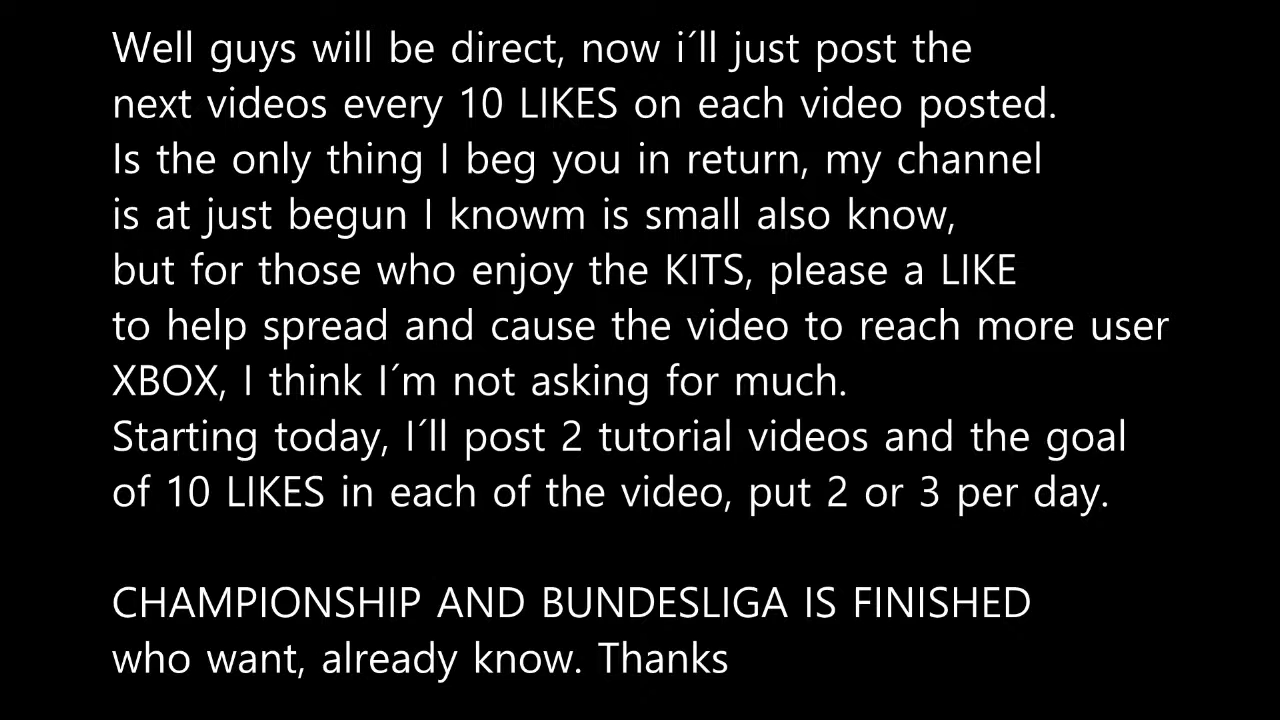 Well guys will be direct, now i´ll just post the
next videos every 10 LIKES on each video posted.
Is the only thing I beg you in return, my channel
is at just begun I knowm is small also know,
but for those who enjoy the KITS, please a LIKE
to help spread and cause the video to reach more user
XBOX, I think I´m not asking for much.
Starting today, I´ll post 2 tutorial videos and the goal
of 10 LIKES in each of the video, put 2 or 3 per day.
CHAMPIONSHIP AND BUNDESLIGA IS FINISHED
who want, already know. Thanks